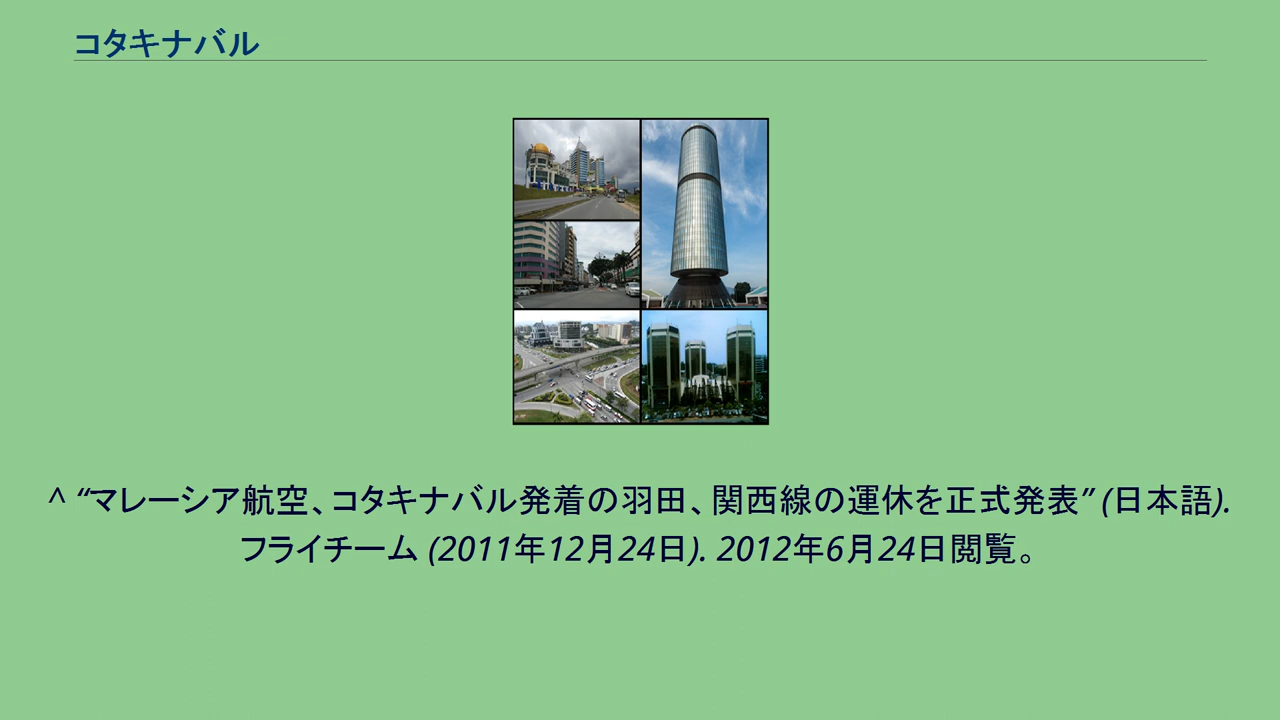 コタキナバル
^ “マレーシア航空、コタキナバル発着の羽田、関西線の運休を正式発表” (日本語).
フライチーム (2011年12月24日). 2012年6月24日閲覧。